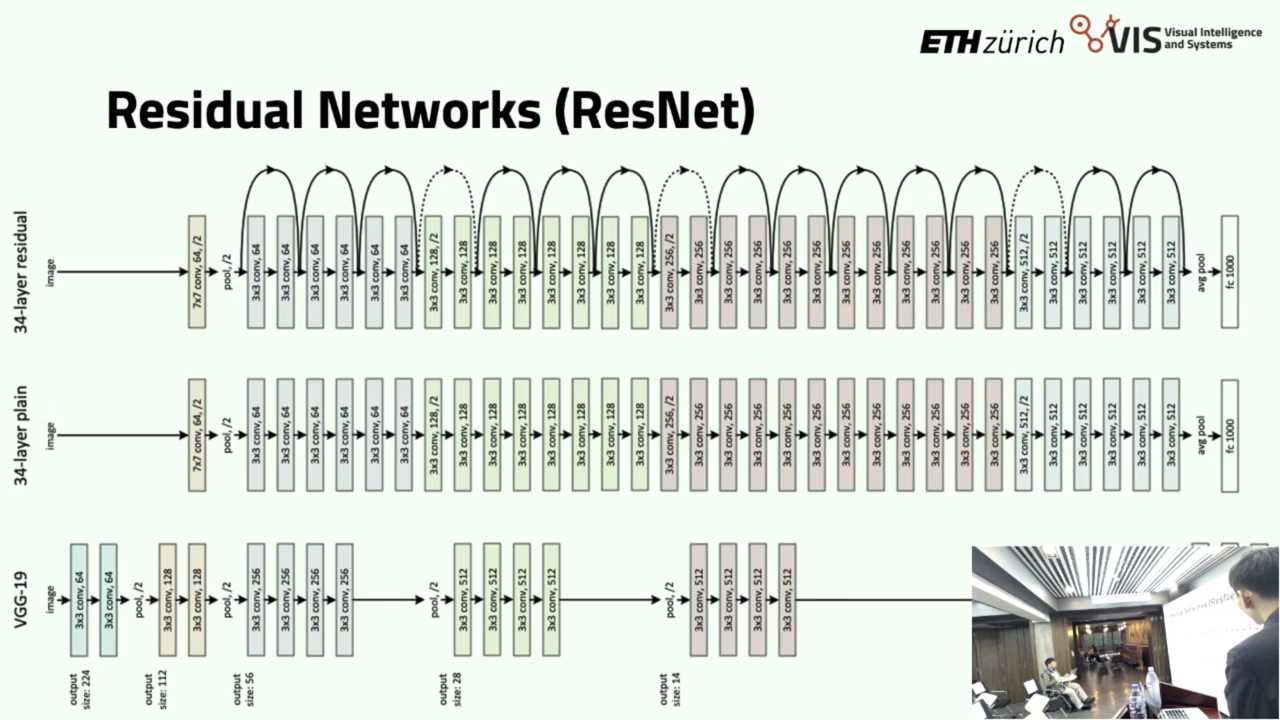 ETH zürich
VIS
Visual Intelligence
and Systems
Residual Networks (ResNet)
34-layer residual
image
7x7 conv, 64, /2
pool, /2
3x3 conv, 64
3x3 conv, 64
3x3 conv, 64
3x3 conv, 64
3x3 conv, 64
3x3 conv, 64
3x3 conv, 128, /2
3x3 conv, 128
3x3 conv, 128
3x3 conv, 128
3x3 conv, 128
3x3 conv, 128
3x3 conv, 128
3x3 conv, 128
3x3 conv, 256, /2
3x3 conv, 256
3x3 conv, 256
3x3 conv, 256
3x3 conv, 256
3x3 conv, 256
3x3 conv, 256
3x3 conv, 256
3x3 conv, 256
3x3 conv, 256
3x3 conv, 256
3x3 conv, 256
3x3 conv, 512, /2
3x3 conv, 512
3x3 conv, 512
3x3 conv, 512
3x3 conv, 512
3x3 conv, 512
avg pool
fc 1000
34-layer plain
image
7x7 conv, 64, /2
pool, /2
3x3 conv, 64
3x3 conv, 64
3x3 conv, 64
3x3 conv, 64
3x3 conv, 64
3x3 conv, 64
3x3 conv, 128, /2
3x3 conv, 128
3x3 conv, 128
3x3 conv, 128
3x3 conv, 128
3x3 conv, 128
3x3 conv, 128
3x3 conv, 128
3x3 conv, 256, /2
3x3 conv, 256
3x3 conv, 256
3x3 conv, 256
3x3 conv, 256
3x3 conv, 256
3x3 conv, 256
3x3 conv, 256
3x3 conv, 256
3x3 conv, 256
3x3 conv, 256
3x3 conv, 256
3x3 conv, 512, /2
3x3 conv, 512
3x3 conv, 512
3x3 conv, 512
3x3 conv, 512
3x3 conv, 512
avg pool
fc 1000
VGG-19
image
3x3 conv, 64
3x3 conv, 64
pool, /2
3x3 conv, 128
3x3 conv, 128
pool, /2
3x3 conv, 256
3x3 conv, 256
3x3 conv, 256
3x3 conv, 256
pool, /2
3x3 conv, 512
3x3 conv, 512
3x3 conv, 512
3x3 conv, 512
pool, /2
3x3 conv, 512
3x3 conv, 512
3x3 conv, 512
3x3 conv, 512
output
size: 224
output
size: 112
output
size: 56
output
size: 28
output
size: 14